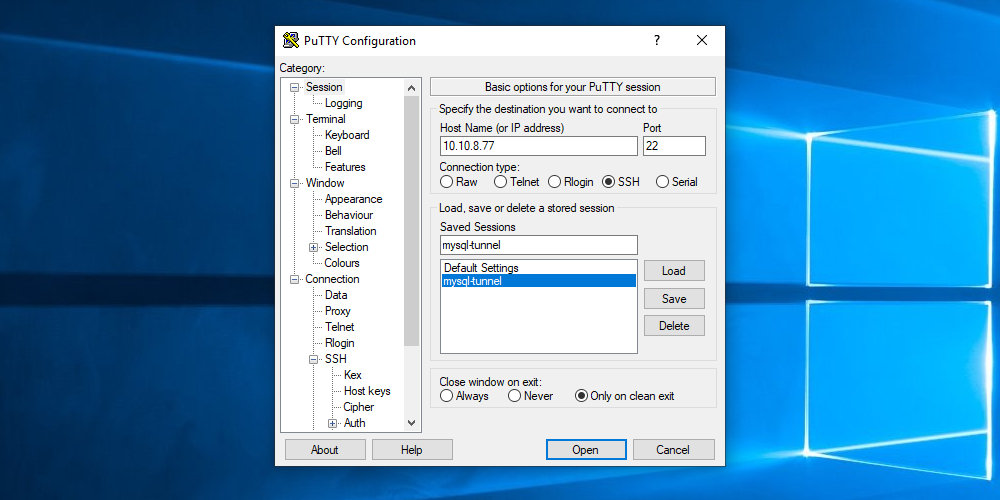 PuTTY Configuration
?
Category:
Session
Logging
Terminal
Keyboard
Bell
Features
Window
Appearance
Behaviour
Translation
Selection
Colours
Connection
Data
Proxy
Telnet
Rlogin
SSH
Kex
Host keys
Cipher
Auth
Basic options for your PuTTY session
Specify the destination you want to connect to
Host Name (or IP address) Port
10.10.8.77 22
Connection type:
Raw Telnet Rlogin SSH Serial
Load, save or delete a stored session
Saved Sessions
mysql-tunnel
Default Settings
mysql-tunnel
Load
Save
Delete
Close window on exit:
Always Never Only on clean exit
About Help Open Cancel